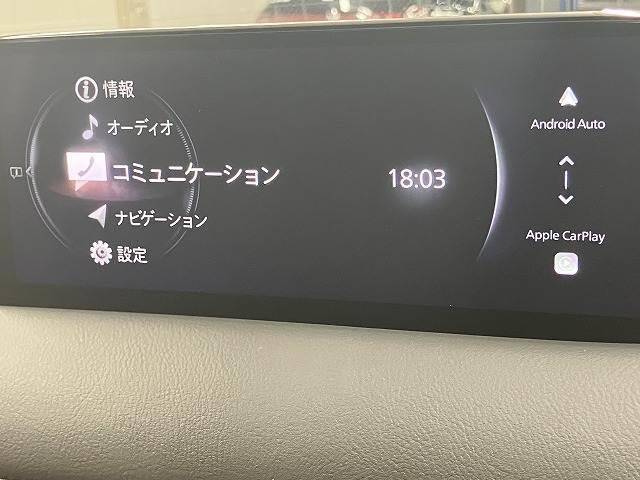 情報
オーディオ
コミュニケーション
ナビゲーション
設定
18:03
Android Auto
Apple CarPlay